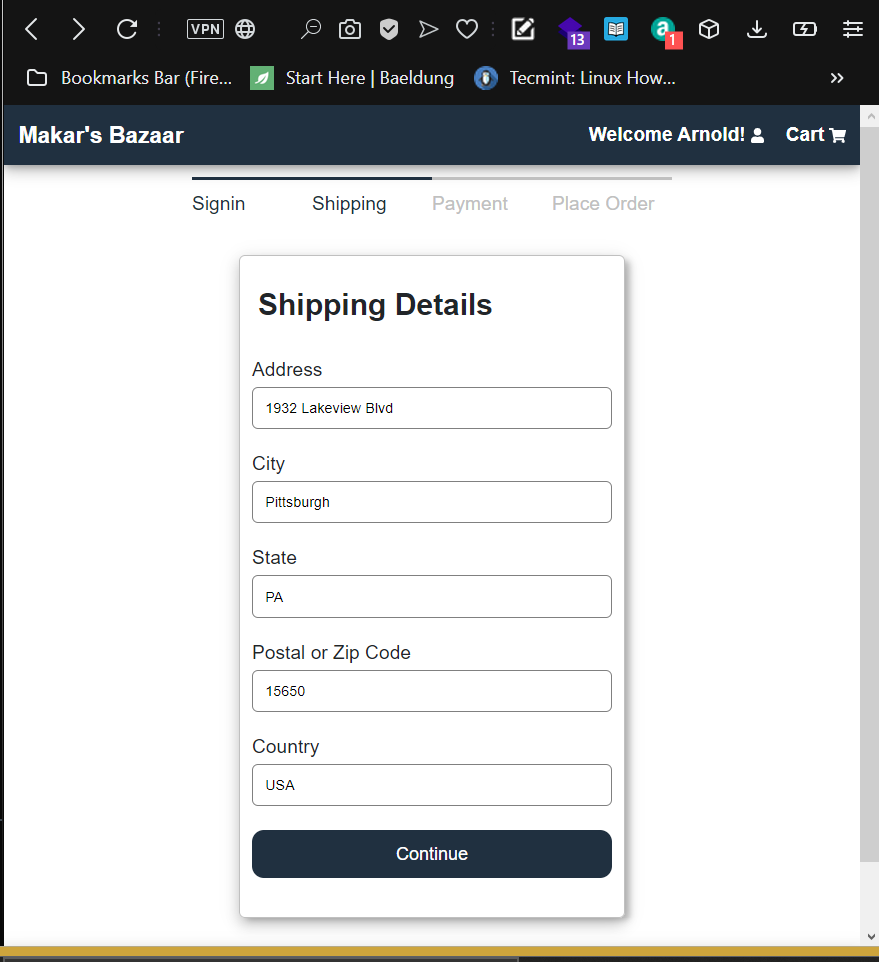 VPN
13
a
1
Bookmarks Bar (Fire...
Start Here | Baeldung
Tecmint: Linux How...
Makar's Bazaar
Welcome Arnold!
Cart
Signin
Shipping
Payment
Place Order
Shipping Details
Address
1932 Lakeview Blvd
City
Pittsburgh
State
PA
Postal or Zip Code
15650
Country
USA
Continue